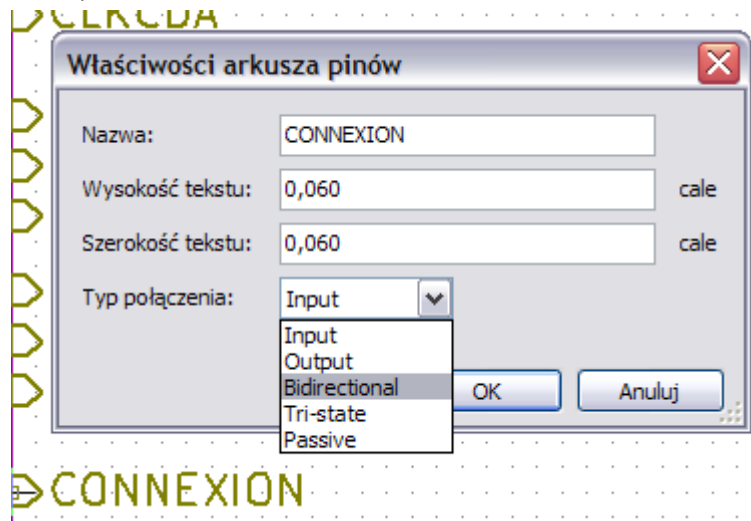 CLKCDA
Właściwości arkusza pinów
Nazwa: CONNEXION
Wysokość tekstu: 0,060 cale
Szerokość tekstu: 0,060 cale
Typ połączenia: Input
Input
Output
Bidirectional
Tri-state
Passive
OK Anuluj
CONNEXION